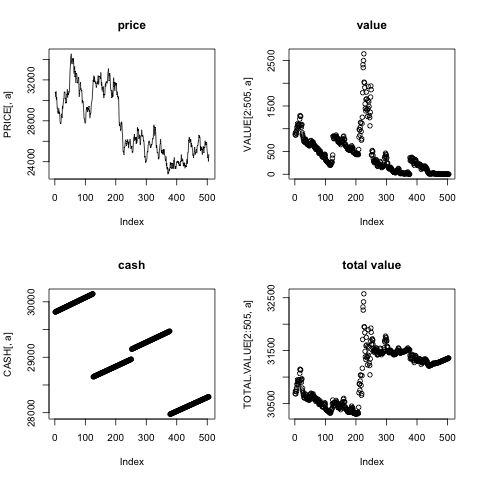 price
PRICE[, a]
24000 28000 32000
0 100 200 300 400 500
Index
value
VALUE[2:505, a]
0 500 1500 2500
0 100 200 300 400 500
Index
cash
CASH[, a]
28000 29000 30000
0 100 200 300 400 500
Index
total value
TOTAL.VALUE[2:505, a]
30500 31500 32500
0 100 200 300 400 500
Index